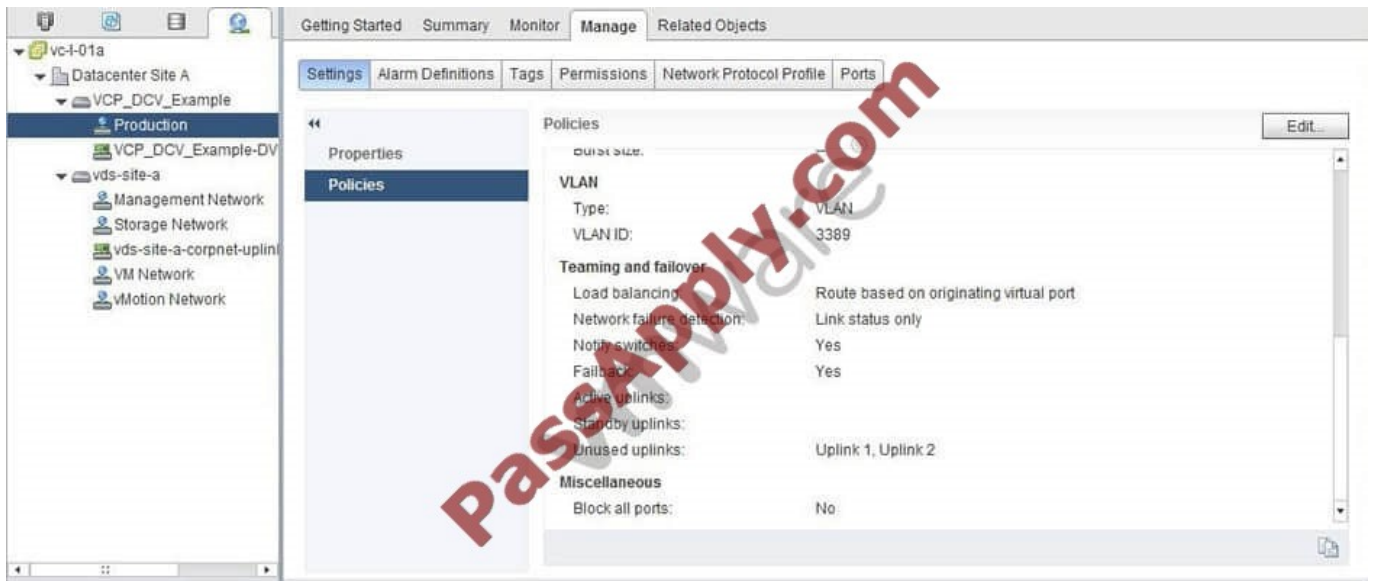 Getting Started Summary Monitor Manage Related Objects
vc-l-01a
Datacenter Site A
VCP_DCV_Example
Production
VCP_DCV_Example-DV
vds-site-a
Management Network
Storage Network
vds-site-a-corpnet-uplin
VM Network
vMotion Network
Settings Alarm Definitions Tags Permissions Network Protocol Profile Ports
Properties
Policies
Policies
Edit...
Burst size:
VLAN
Type: VLAN
VLAN ID: 3389
Teaming and failover
Load balancing: Route based on originating virtual port
Network failure detection: Link status only
Notify switches: Yes
Failback: Yes
Active uplinks:
Standby uplinks:
Unused uplinks: Uplink 1, Uplink 2
Miscellaneous
Block all ports: No
PassApply.com
vmware